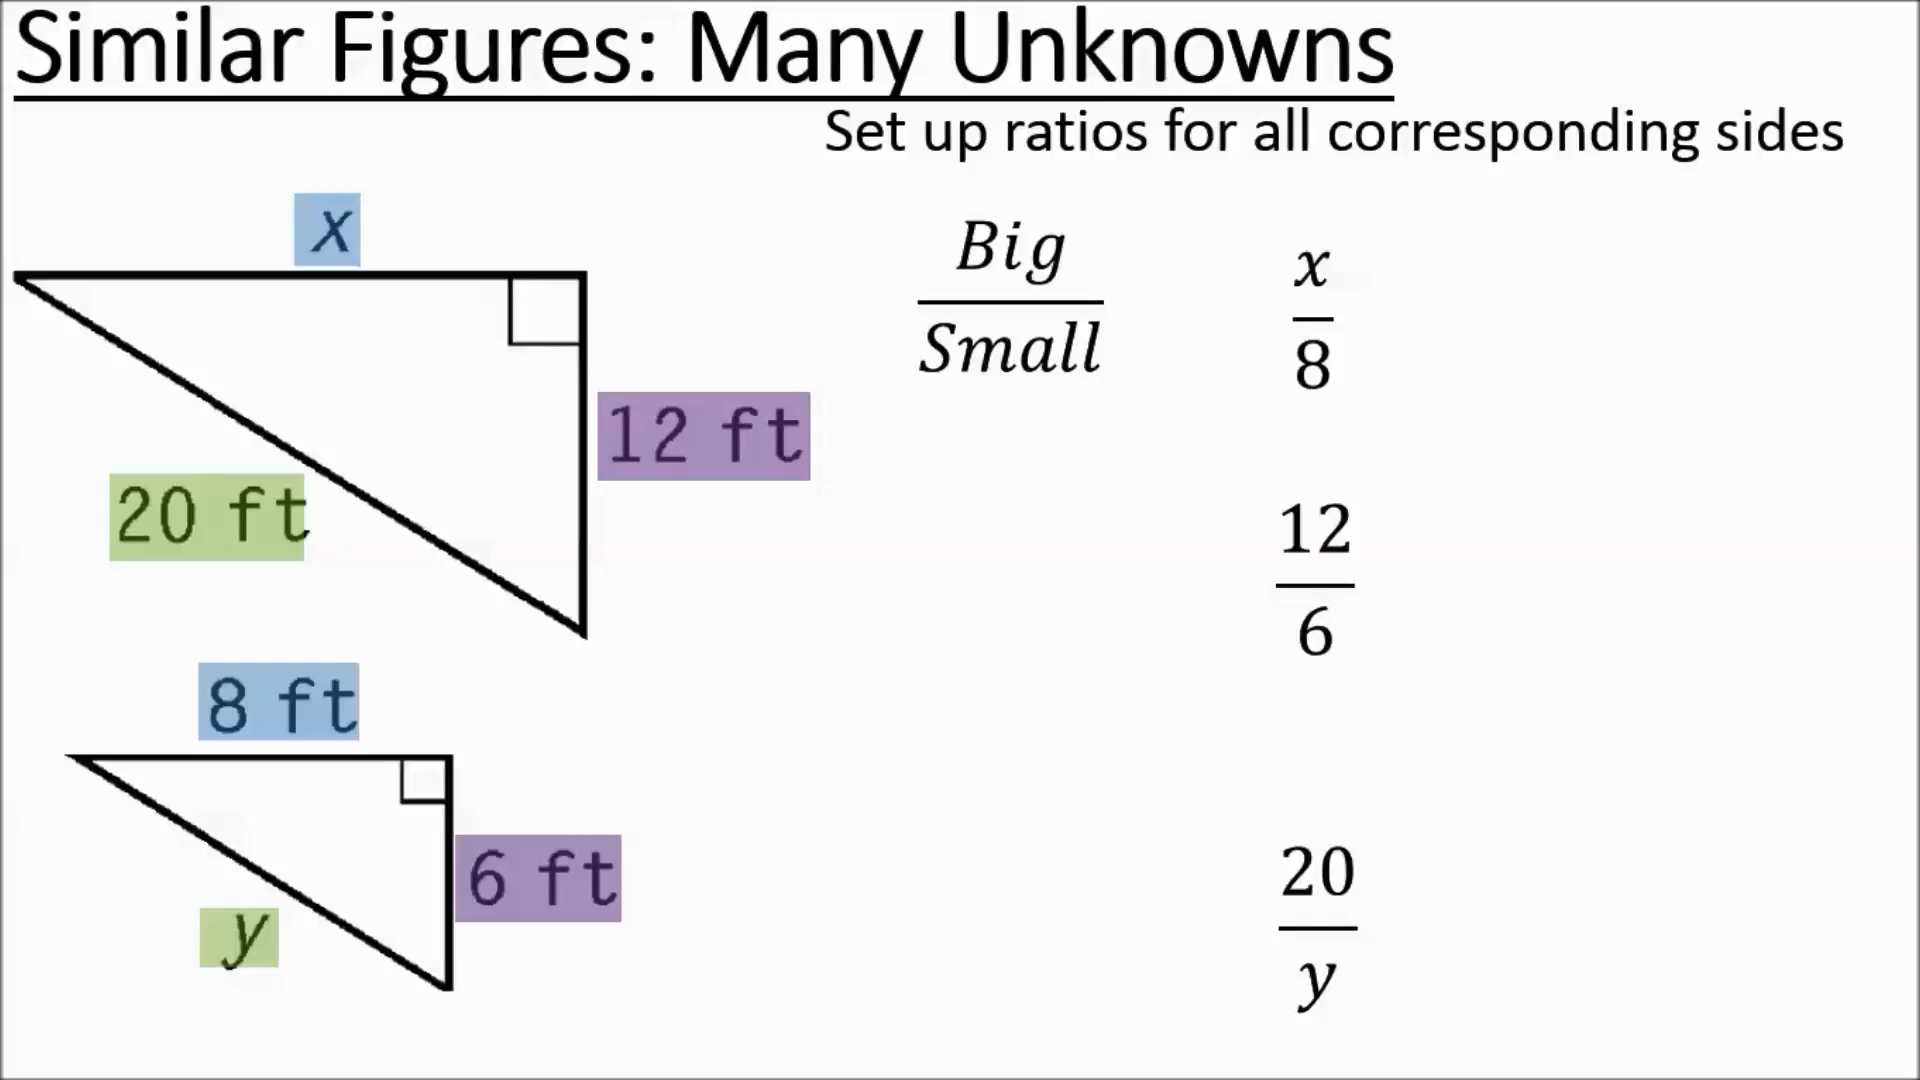 Similar Figures: Many Unknowns
Set up ratios for all corresponding sides
x
12 ft
20 ft
8 ft
6 ft
y
Big
Small
x
8
12
6
20
y